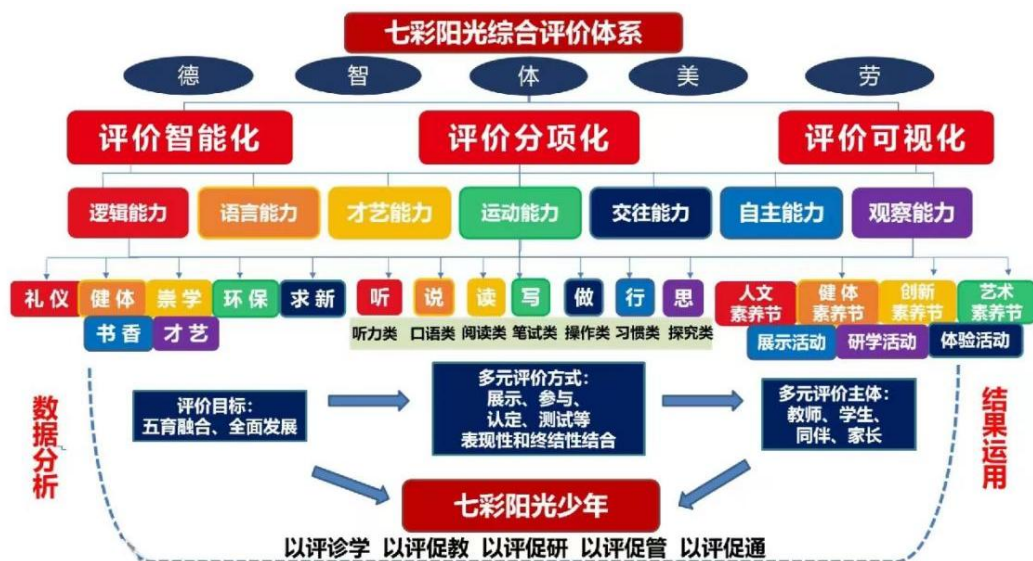 七彩阳光综合评价体系
德 智 体 美 劳
评价智能化 评价分项化 评价可视化
逻辑能力 语言能力 才艺能力 运动能力 交往能力 自主能力 观察能力
礼仪 健体 崇学 环保 求新
书香 才艺
听 说 读 写 做 行 思
听力类 口语类 阅读类 笔试类 操作类 习惯类 探究类
人文素养节 健体素养节 创新素养节 艺术素养节
展示活动 研学活动 体验活动
数据分析
评价目标:
五育融合、全面发展
多元评价方式:
展示、参与、
认定、测试等
表现性和终结性结合
多元评价主体:
教师、学生、
同伴、家长
结果运用
七彩阳光少年
以评诊学 以评促教 以评促研 以评促管 以评促通